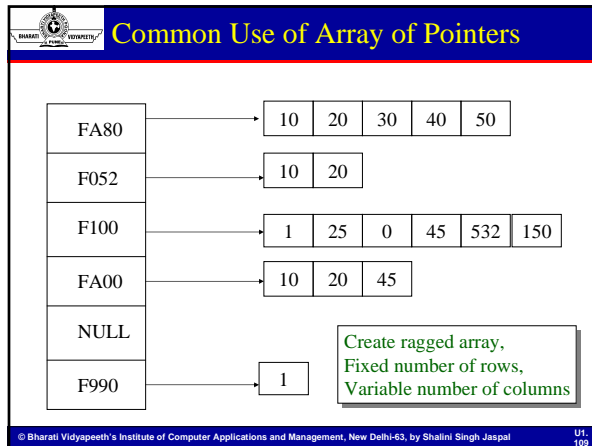 BHARATI VIDYAPEETH
PUNE
Common Use of Array of Pointers
FA80 10 20 30 40 50
F052 10 20
F100 1 25 0 45 532 150
FA00 10 20 45
NULL
F990 1
Create ragged array,
Fixed number of rows,
Variable number of columns
© Bharati Vidyapeeth's Institute of Computer Applications and Management, New Delhi-63, by Shalini Singh Jaspal
U1.
109